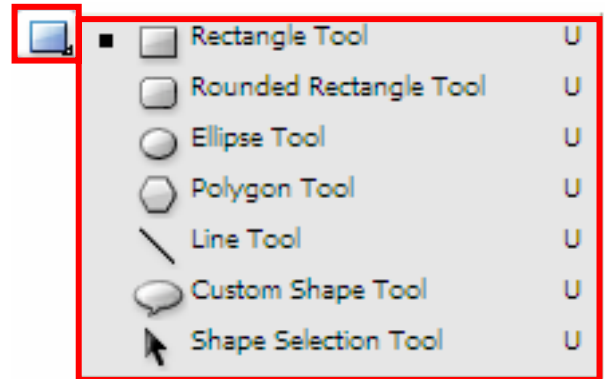 Rectangle Tool U
Rounded Rectangle Tool U
Ellipse Tool U
Polygon Tool U
Line Tool U
Custom Shape Tool U
Shape Selection Tool U